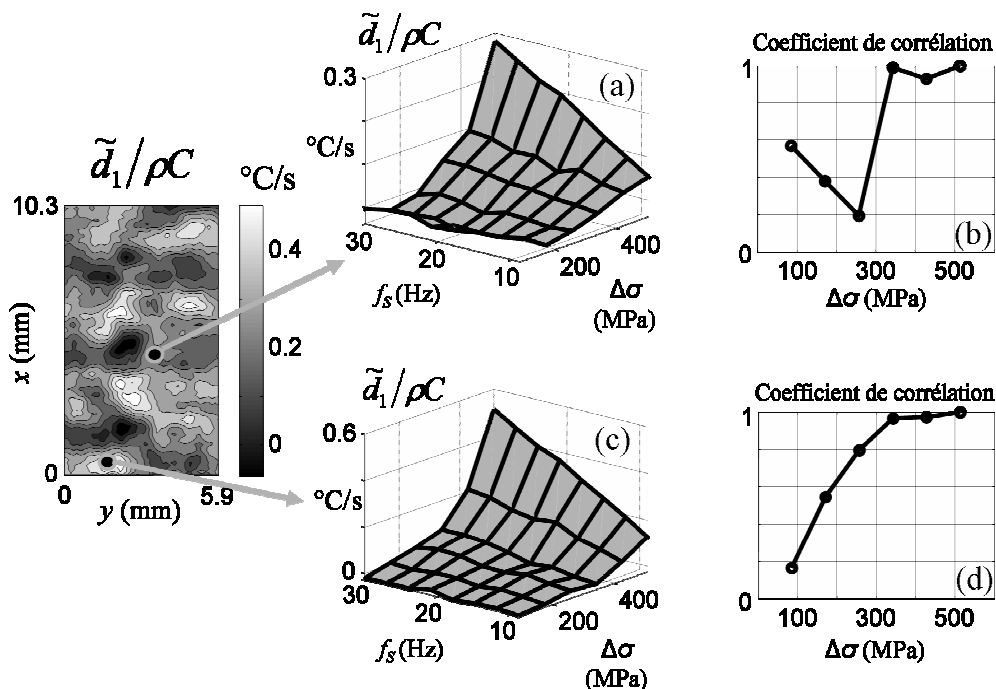 d̃₁/ρC
°C/s
10.3
0.4
0.2
0
x (mm)
0
0
5.9
y (mm)
d̃₁/ρC
(a)
0.3
°C/s
30
20
10
fₛ (Hz)
200
400
Δσ
(MPa)
Coefficient de corrélation
1
(b)
0
100
300
500
Δσ (MPa)
d̃₁/ρC
(c)
0.6
°C/s
0
30
20
10
fₛ (Hz)
200
400
Δσ
(MPa)
Coefficient de corrélation
1
(d)
0
100
300
500
Δσ (MPa)